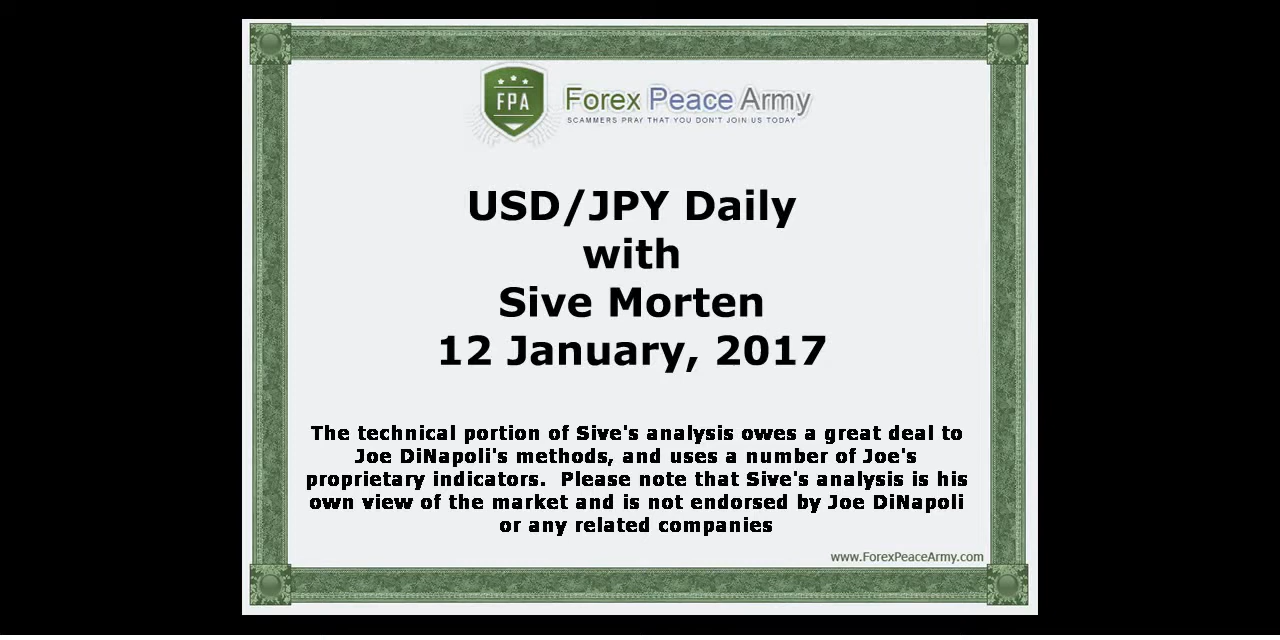 FPA
Forex Peace Army
SCAMMERS PRAY THAT YOU DON'T JOIN US TODAY
USD/JPY Daily
with
Sive Morten
12 January, 2017
The technical portion of Sive's analysis owes a great deal to
Joe DiNapoli's methods, and uses a number of Joe's
proprietary indicators.  Please note that Sive's analysis is his
own view of the market and is not endorsed by Joe DiNapoli
or any related companies
www.ForexPeaceArmy.com